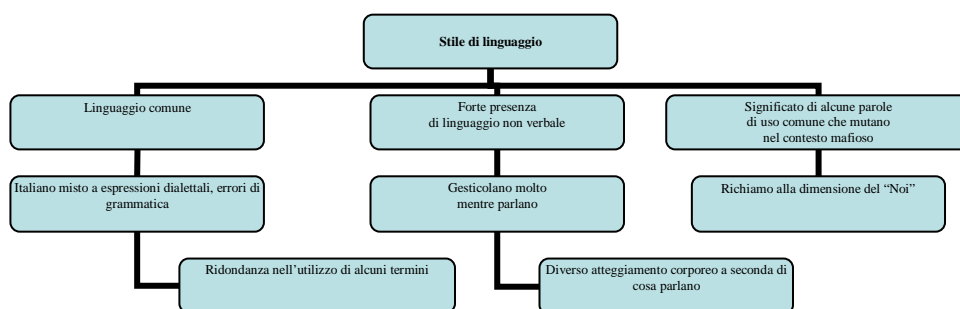 Stile di linguaggio
Linguaggio comune
Forte presenza
di linguaggio non verbale
Significato di alcune parole
di uso comune che mutano
nel contesto mafioso
Italiano misto a espressioni dialettali, errori di
grammatica
Gesticolano molto
mentre parlano
Richiamo alla dimensione del “Noi”
Ridondanza nell’utilizzo di alcuni termini
Diverso atteggiamento corporeo a seconda di
cosa parlano